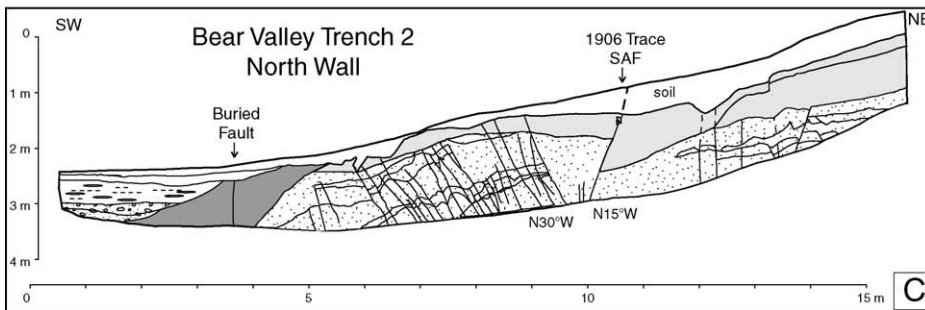 SW
NE
Bear Valley Trench 2
North Wall
1906 Trace
SAF
soil
Buried
Fault
0
1 m
2 m
3 m
4 m
N30°W
N15°W
0
5
10
15 m
C